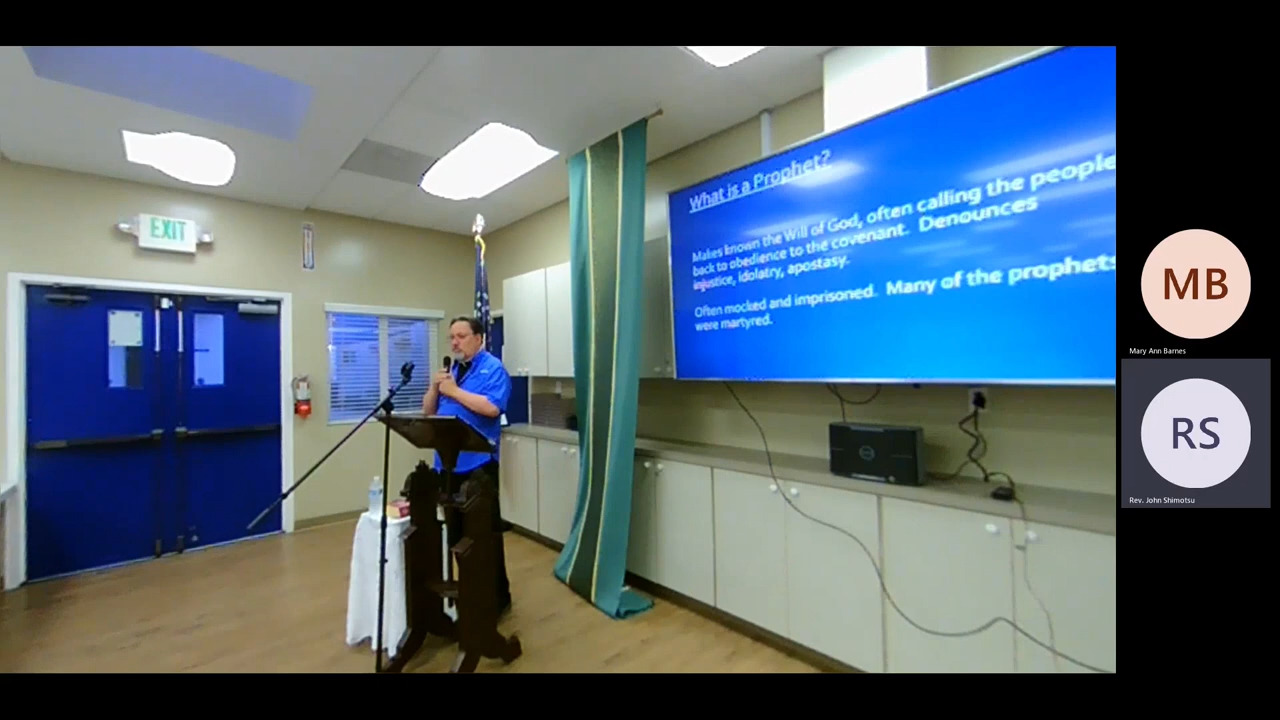 EXIT
What is a Prophet?
Makes known the Will of God, often calling the people
back to obedience to the covenant. Denounces
injustice, idolatry, apostasy.
Often mocked and imprisoned. Many of the prophets
were martyred.
MB
Mary Ann Barnes
RS
Rev. John Shimotsu